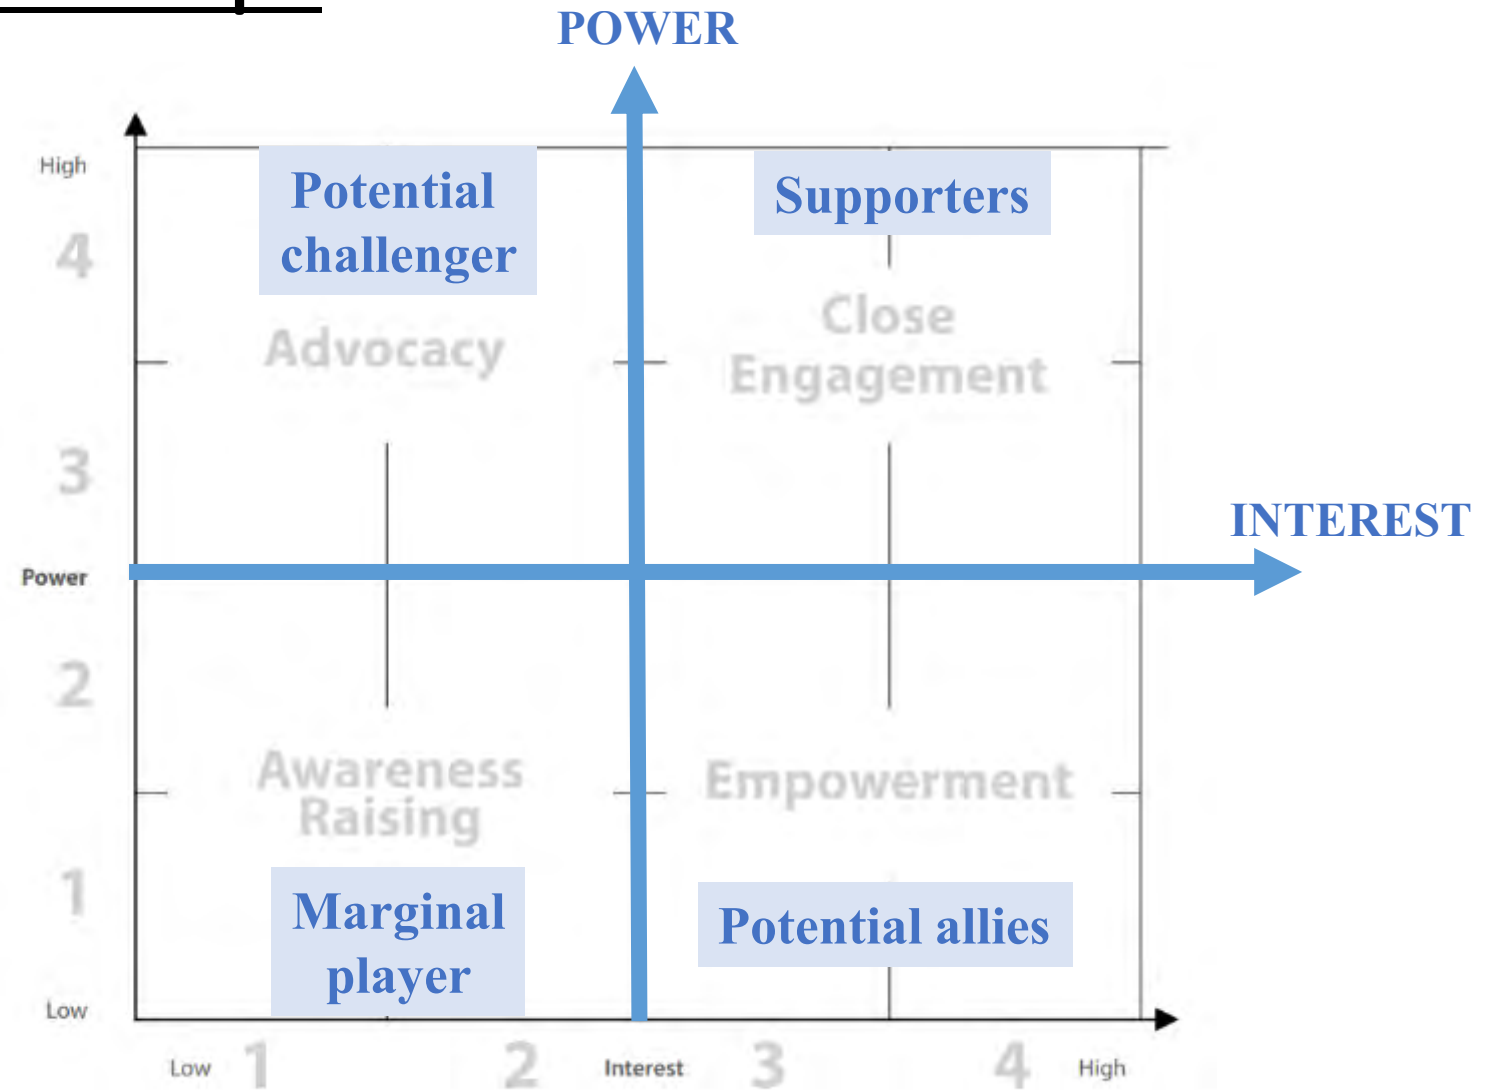 POWER
High
Potential
challenger
Supporters
4
Advocacy
Close
Engagement
3
INTEREST
Power
2
Awareness
Raising
Empowerment
1
Marginal
player
Potential allies
Low
Low 1 2 Interest 3 4 High